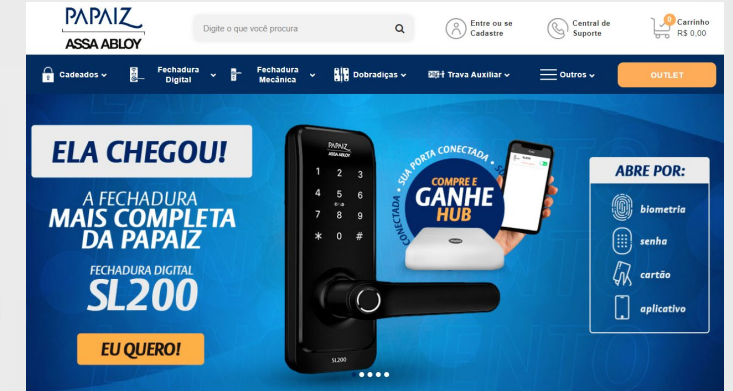 PAPAIZ
ASSA ABLOY
Digite o que você procura
Entre ou se
Cadastre
Central de
Suporte
0
Carrinho
R$ 0,00
Cadeados
Fechadura
Digital
Fechadura
Mecânica
Dobradiças
Trava Auxiliar
Outros
OUTLET
ELA CHEGOU!
A FECHADURA
MAIS COMPLETA
DA PAPAIZ
FECHADURA DIGITAL
SL200
EU QUERO!
PAPAIZ
ASSA ABLOY
1 2 3
4 5 6
7 8 9
* 0 #
SL200
SUA PORTA CONECTADA
COMPRE E
GANHE
HUB
ABRE POR:
biometria
senha
cartão
aplicativo